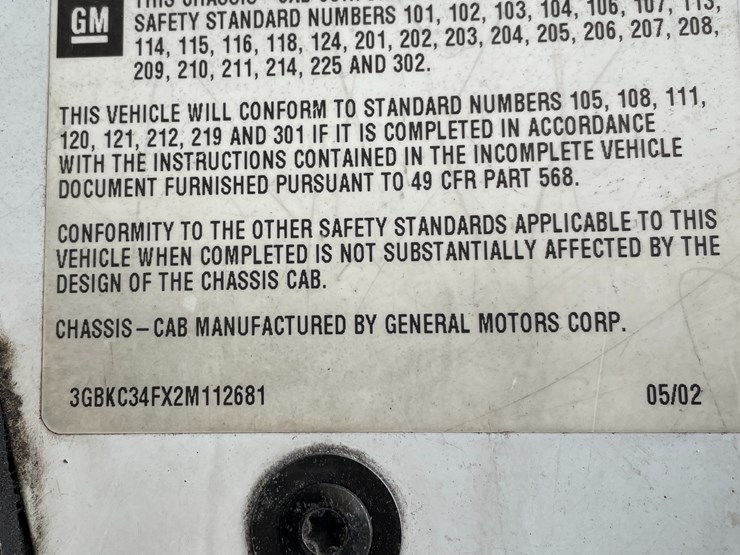 GM
SAFETY STANDARD NUMBERS 101, 102, 103, 104, 106, 107, 113,
114, 115, 116, 118, 124, 201, 202, 203, 204, 205, 206, 207, 208,
209, 210, 211, 214, 225 AND 302.
THIS VEHICLE WILL CONFORM TO STANDARD NUMBERS 105, 108, 111,
120, 121, 212, 219 AND 301 IF IT IS COMPLETED IN ACCORDANCE
WITH THE INSTRUCTIONS CONTAINED IN THE INCOMPLETE VEHICLE
DOCUMENT FURNISHED PURSUANT TO 49 CFR PART 568.
CONFORMITY TO THE OTHER SAFETY STANDARDS APPLICABLE TO THIS
VEHICLE WHEN COMPLETED IS NOT SUBSTANTIALLY AFFECTED BY THE
DESIGN OF THE CHASSIS CAB.
CHASSIS–CAB MANUFACTURED BY GENERAL MOTORS CORP.
3GBKC34FX2M112681 05/02